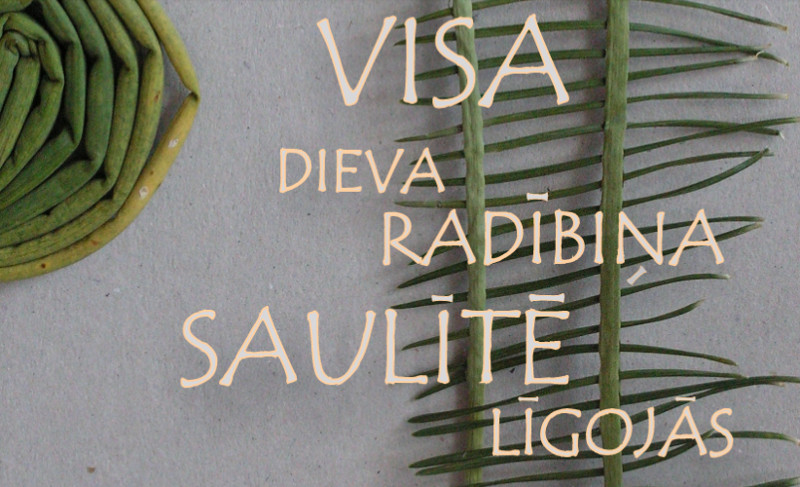 VISA
DIEVA
RADĪBIŅA
SAULĪTĒ
LĪGOJĀS